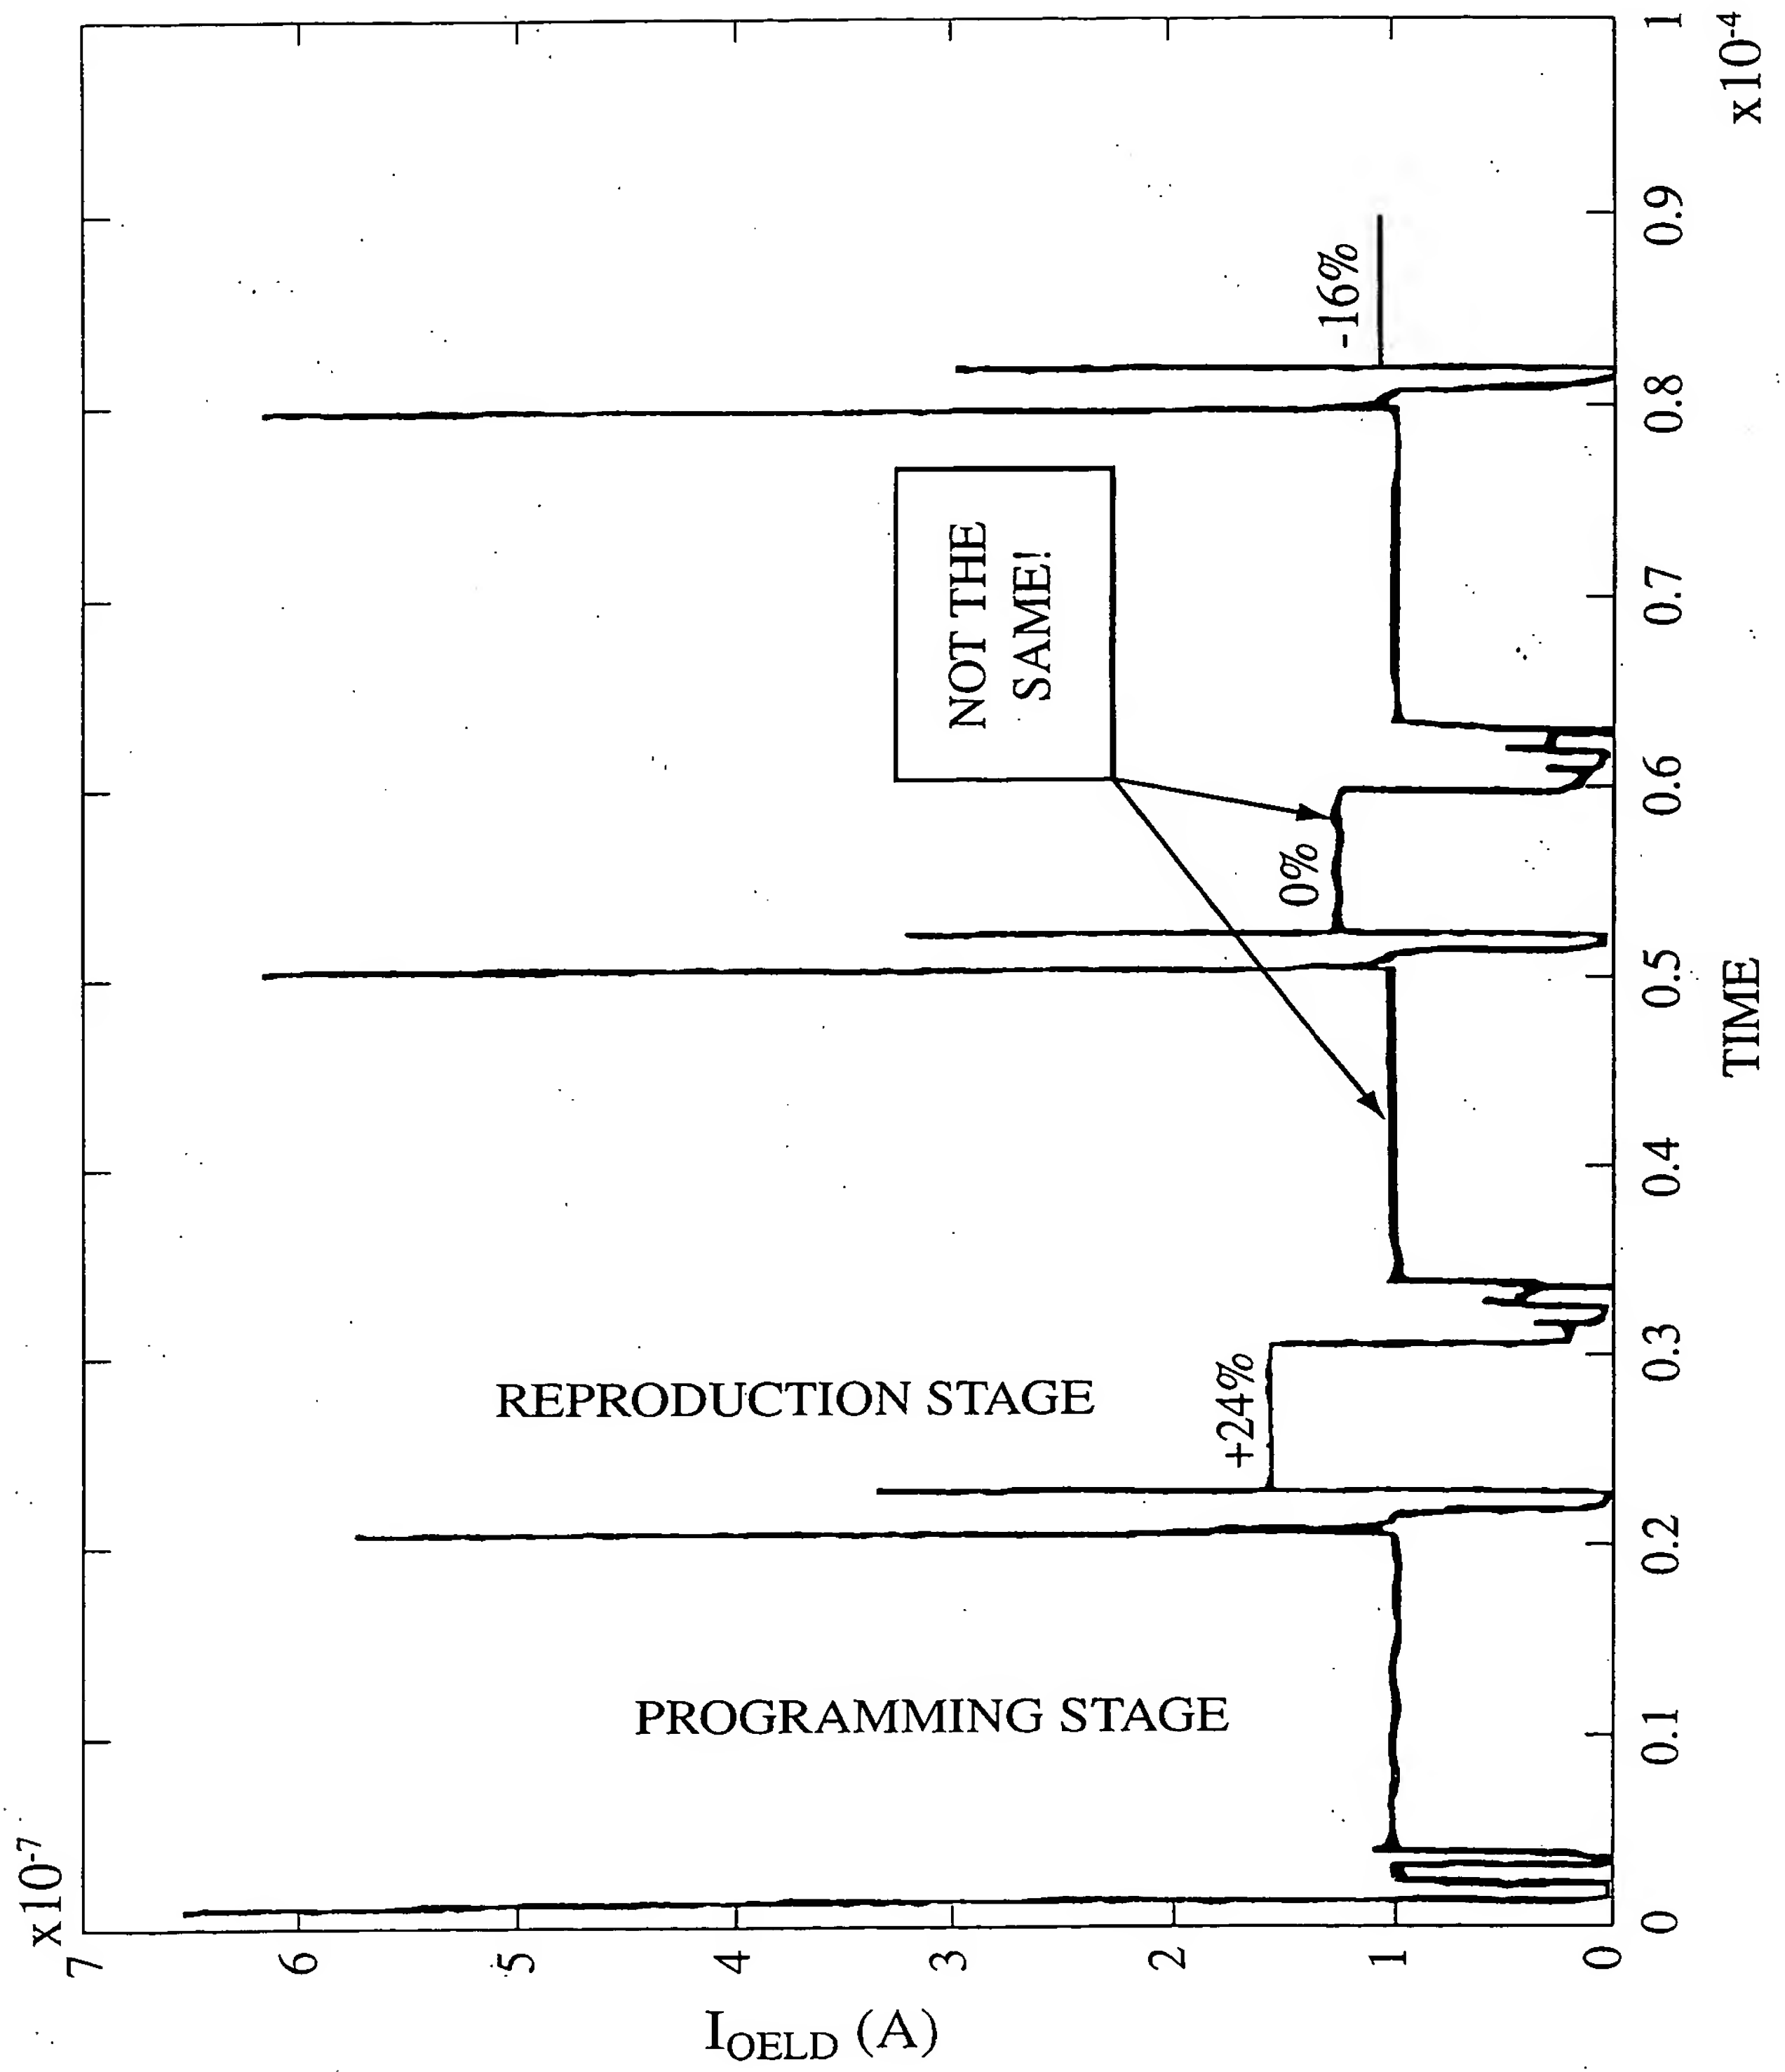 x10-7
7
6
5
4
3
2
1
0
IOELD (A)
PROGRAMMING STAGE
REPRODUCTION STAGE
+24%
NOT THE
SAME!
0%
-16%
0
0.1
0.2
0.3
0.4
0.5
0.6
0.7
0.8
0.9
1
TIME
x10-4